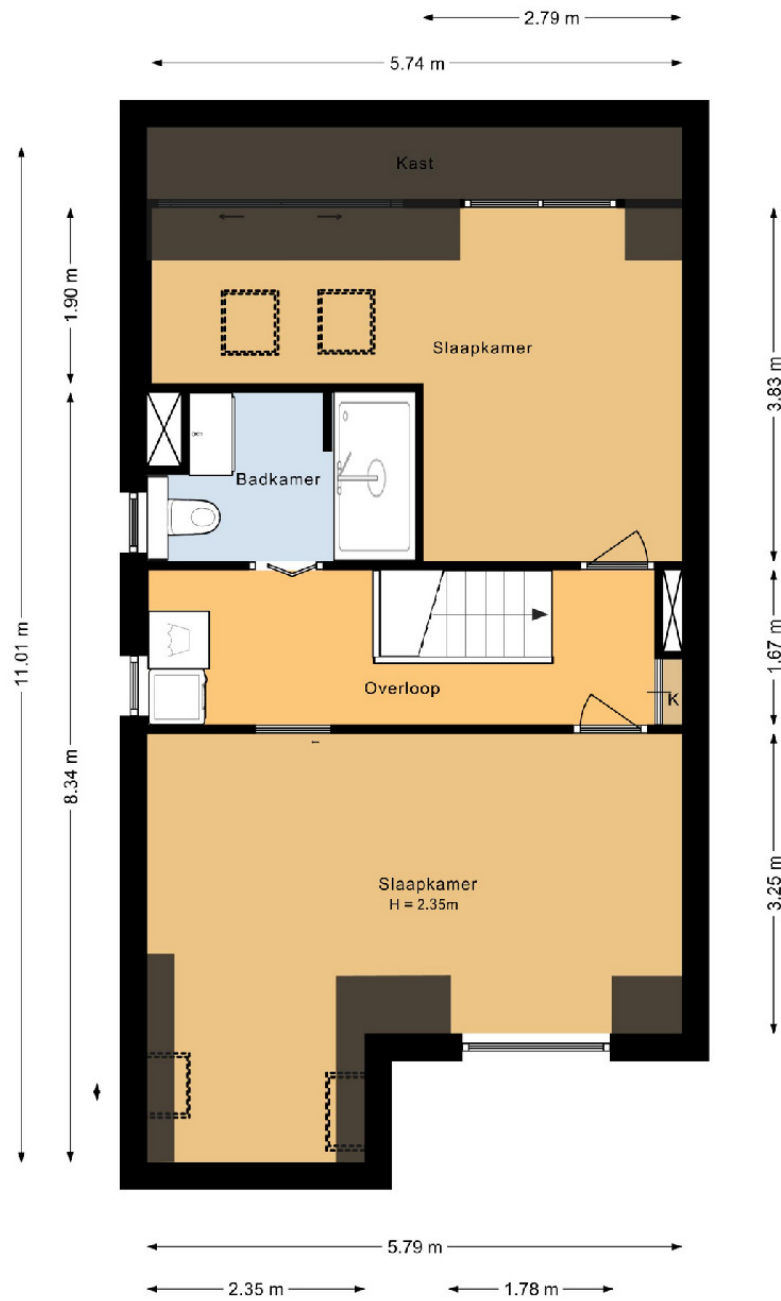 2.79 m
5.74 m
Kast
1.90 m
Slaapkamer
3.83 m
Badkamer
11.01 m
1.67 m
Overloop
K
8.34 m
Slaapkamer
H = 2.35m
3.25 m
5.79 m
2.35 m
1.78 m